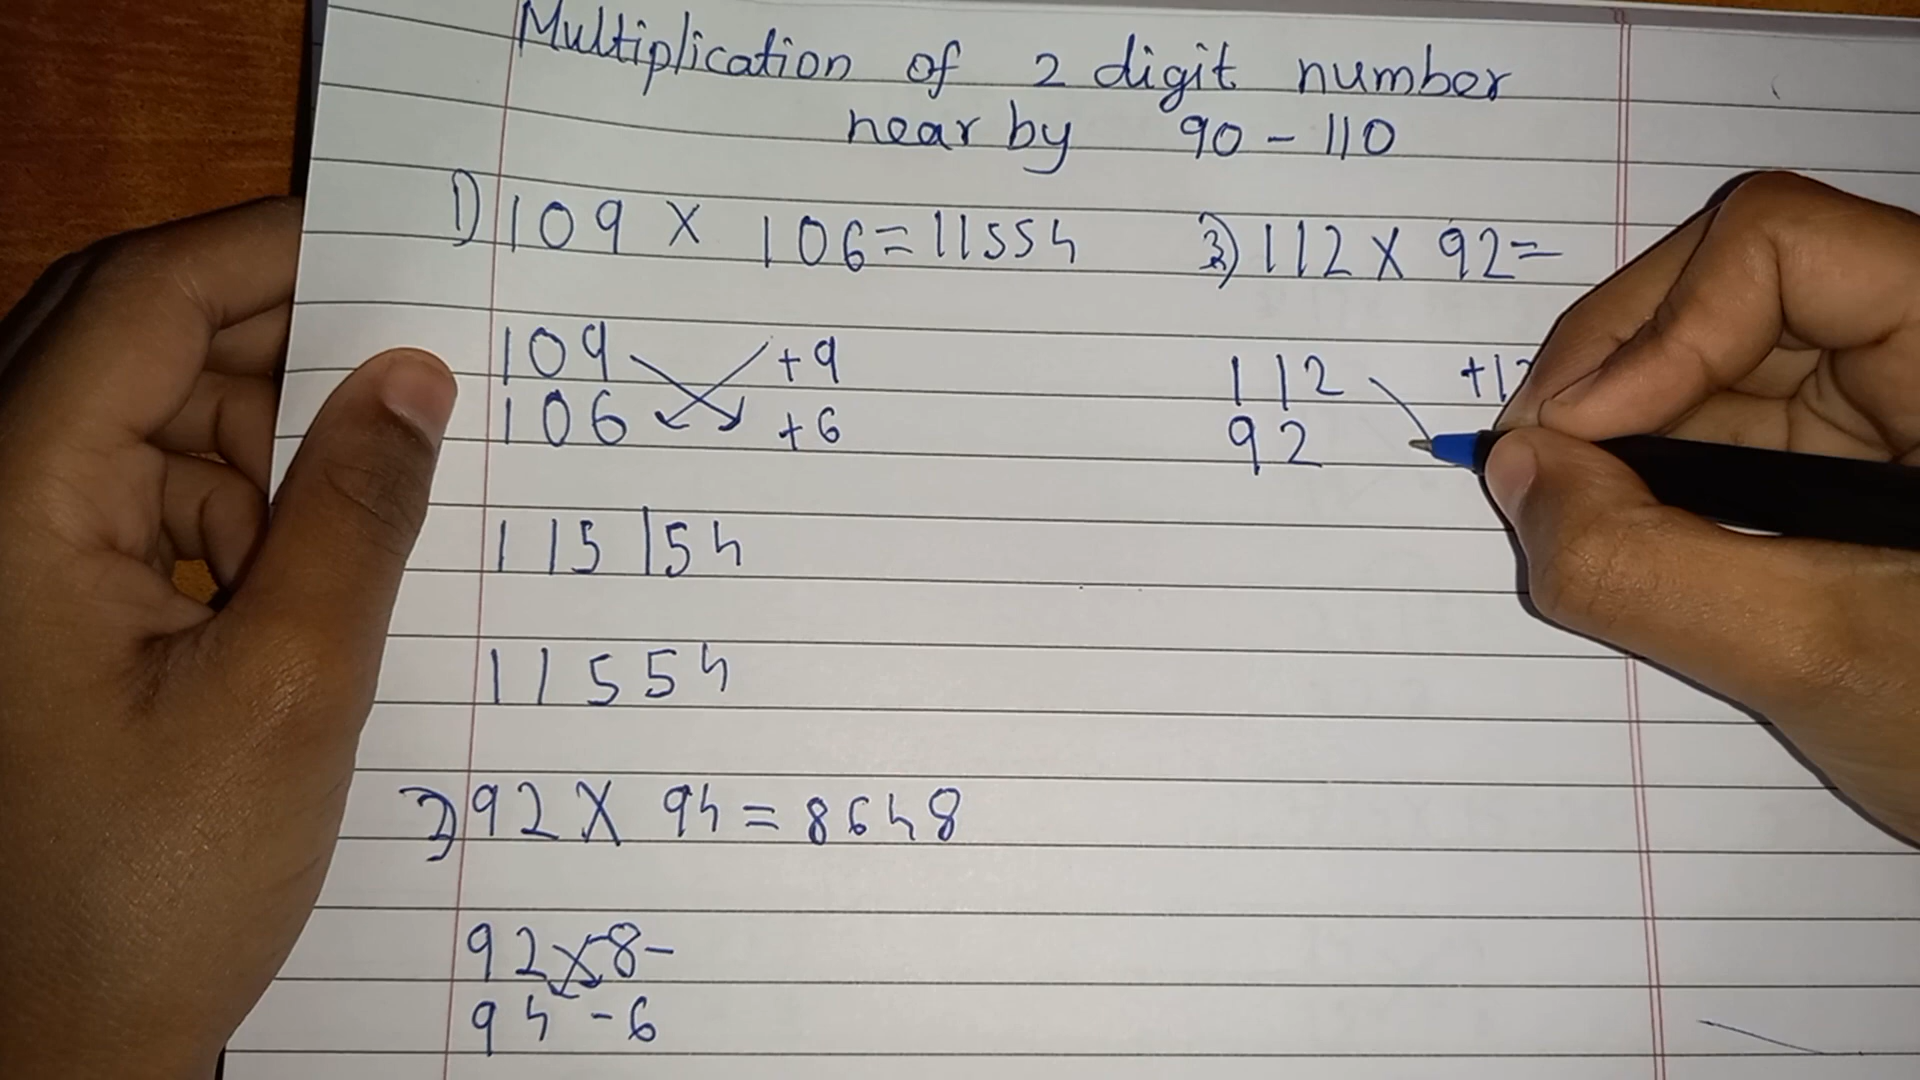 Multiplication of 2 digit number
near by 90 - 110
1) 109 X 106 = 11554
109 +9
106 +6
115 | 54
11554
2) 92 X 94 = 8648
92 -8
94 -6
3) 112 X 92 =
112 +12
92